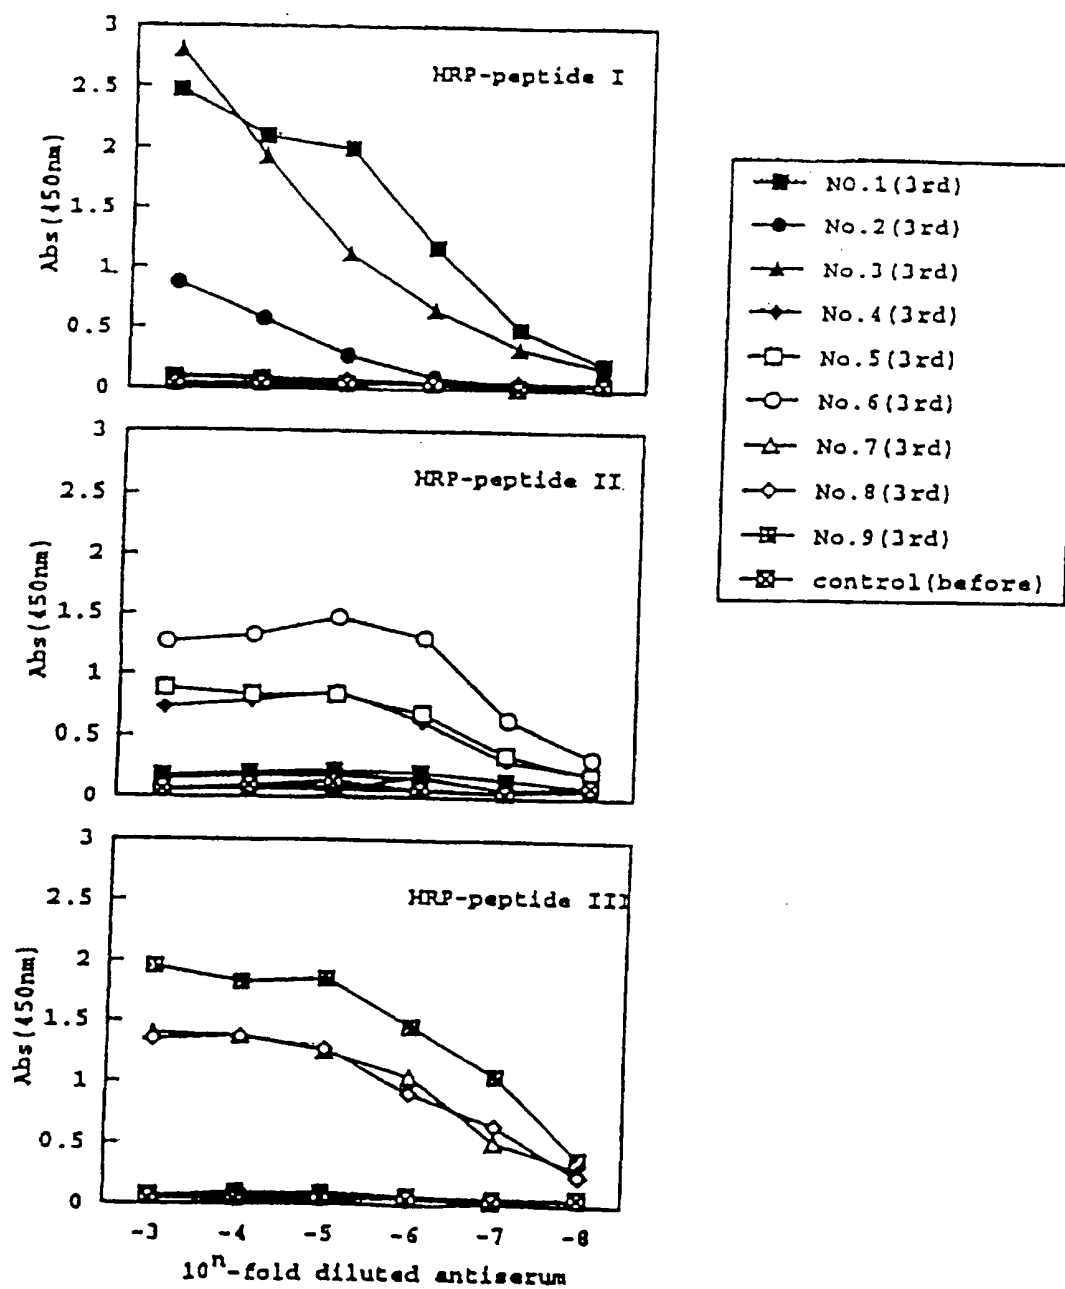 3
HRP-peptide I
2.5
2
1.5
1
0.5
0
Abs(450nm)
3
HRP-peptide II
2.5
2
1.5
1
0.5
0
Abs(450nm)
3
HRP-peptide III
2.5
2
1.5
1
0.5
0
Abs(450nm)
-3 -4 -5 -6 -7 -8
10^n-fold diluted antiserum
NO.1(3rd)
No.2(3rd)
No.3(3rd)
No.4(3rd)
No.5(3rd)
No.6(3rd)
No.7(3rd)
No.8(3rd)
No.9(3rd)
control(before)